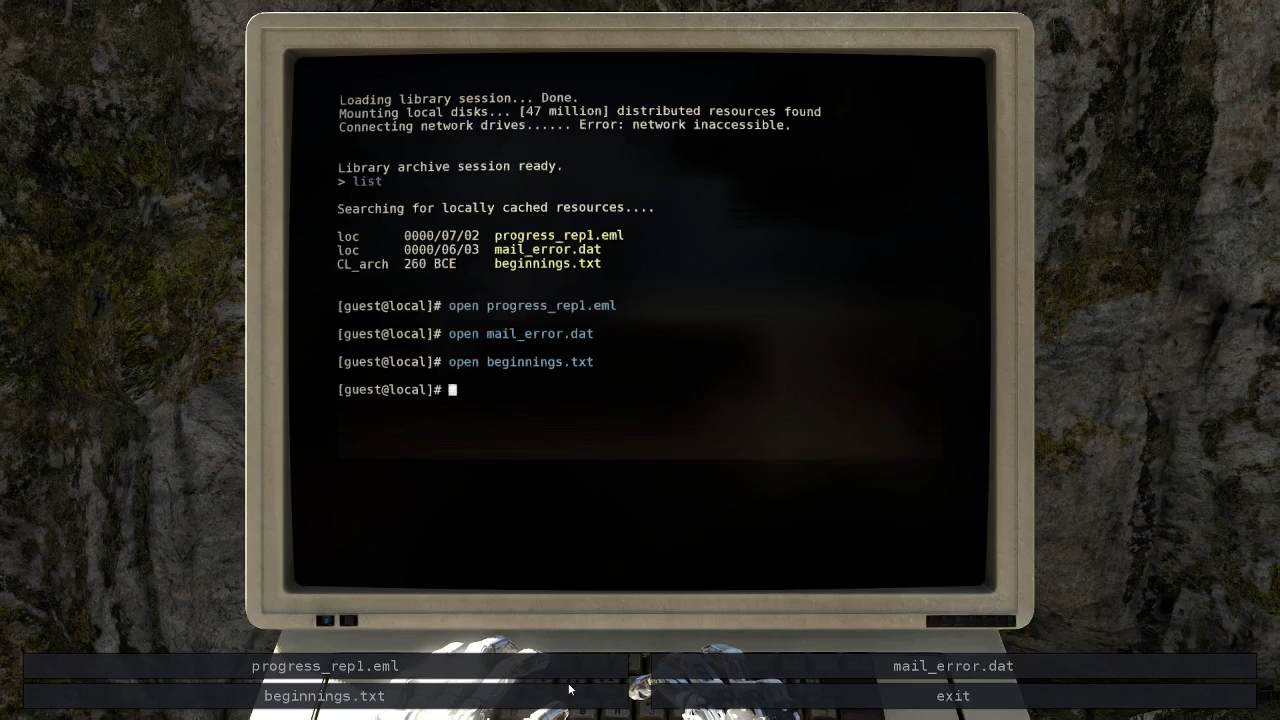 Loading library session... Done.
Mounting local disks... [47 million] distributed resources found
Connecting network drives...... Error: network inaccessible.
Library archive session ready.
> list
Searching for locally cached resources....
loc 0000/07/02 progress_rep1.eml
loc 0000/06/03 mail_error.dat
CL_arch 260 BCE beginnings.txt
[guest@local]# open progress_rep1.eml
[guest@local]# open mail_error.dat
[guest@local]# open beginnings.txt
[guest@local]#
progress_rep1.eml mail_error.dat
beginnings.txt exit